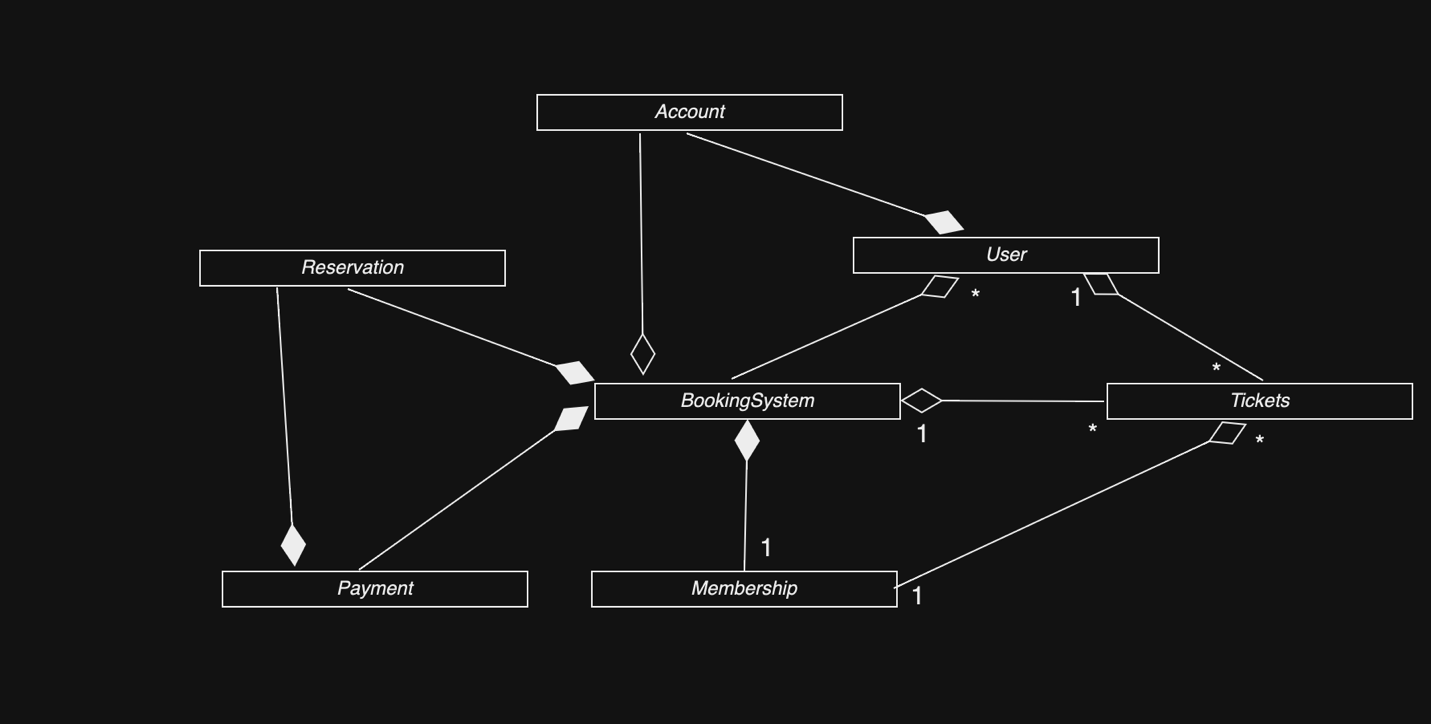 Account
Reservation
User
*
1
*
BookingSystem
1
*
Tickets
*
1
Payment
Membership
1